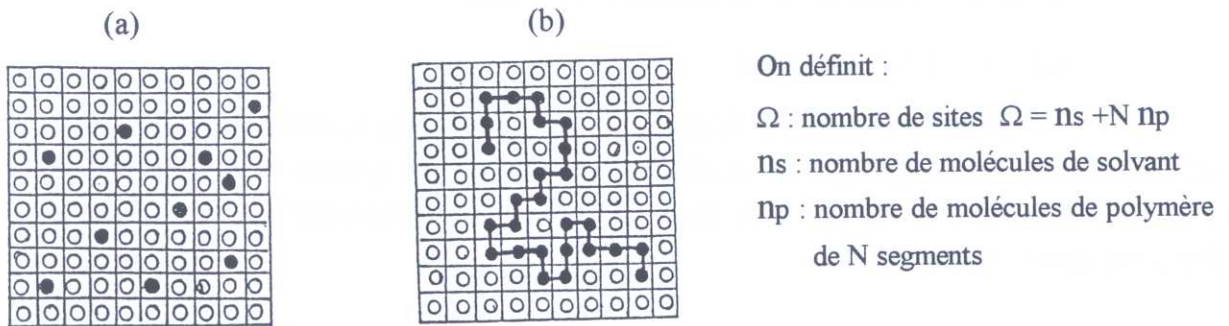 (a)
(b)
On définit :
Ω : nombre de sites Ω = ns +N np
ns : nombre de molécules de solvant
np : nombre de molécules de polymère
de N segments